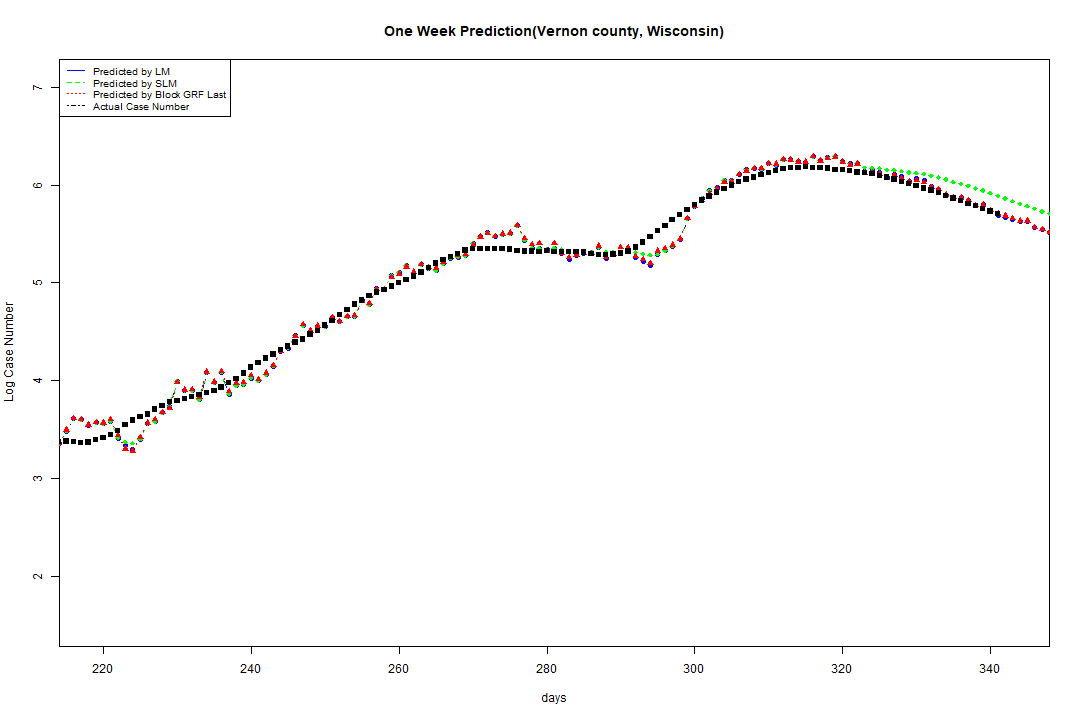 One Week Prediction(Vernon county, Wisconsin)
Predicted by LM
Predicted by SLM
Predicted by Block GRF Last
Actual Case Number
7
6
5
4
3
2
Log Case Number
220 240 260 280 300 320 340
days